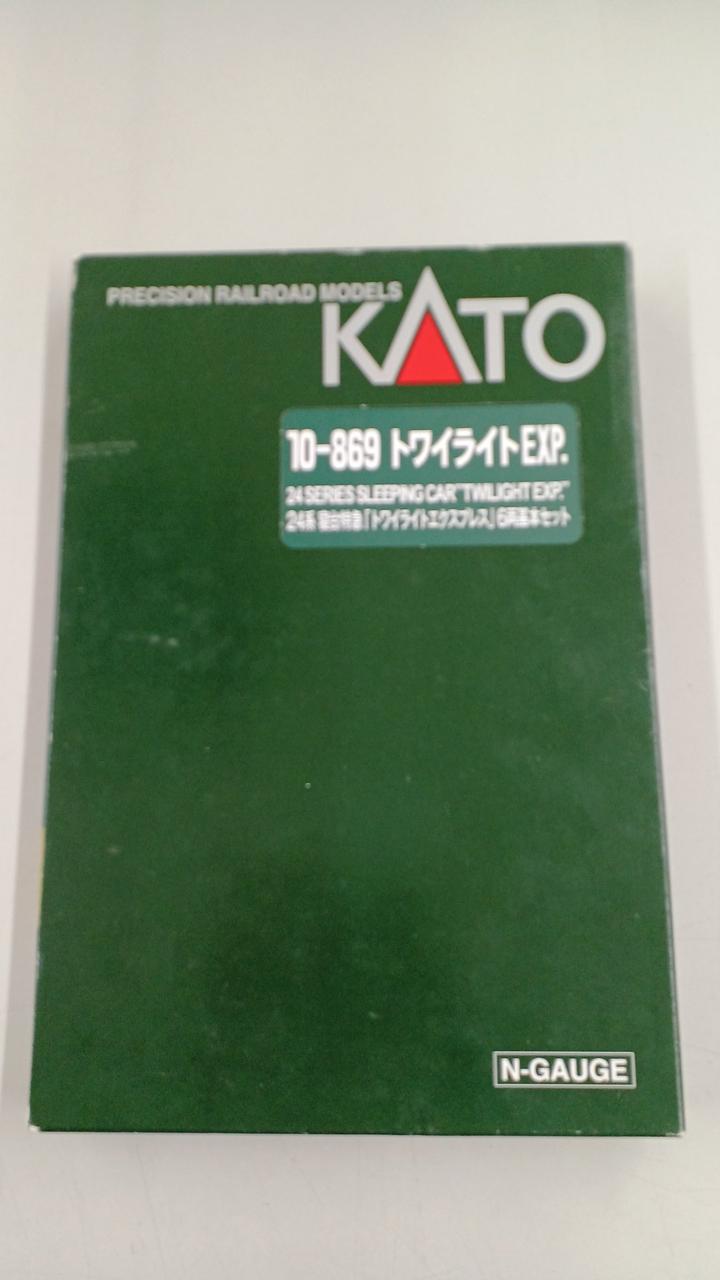 PRECISION RAILROAD MODELS
KATO
10-869 トワイライトEXP.
24 SERIES SLEEPING CAR "TWILIGHT EXP."
24系 寝台特急「トワイライトエクスプレス」6両基本セット
N-GAUGE